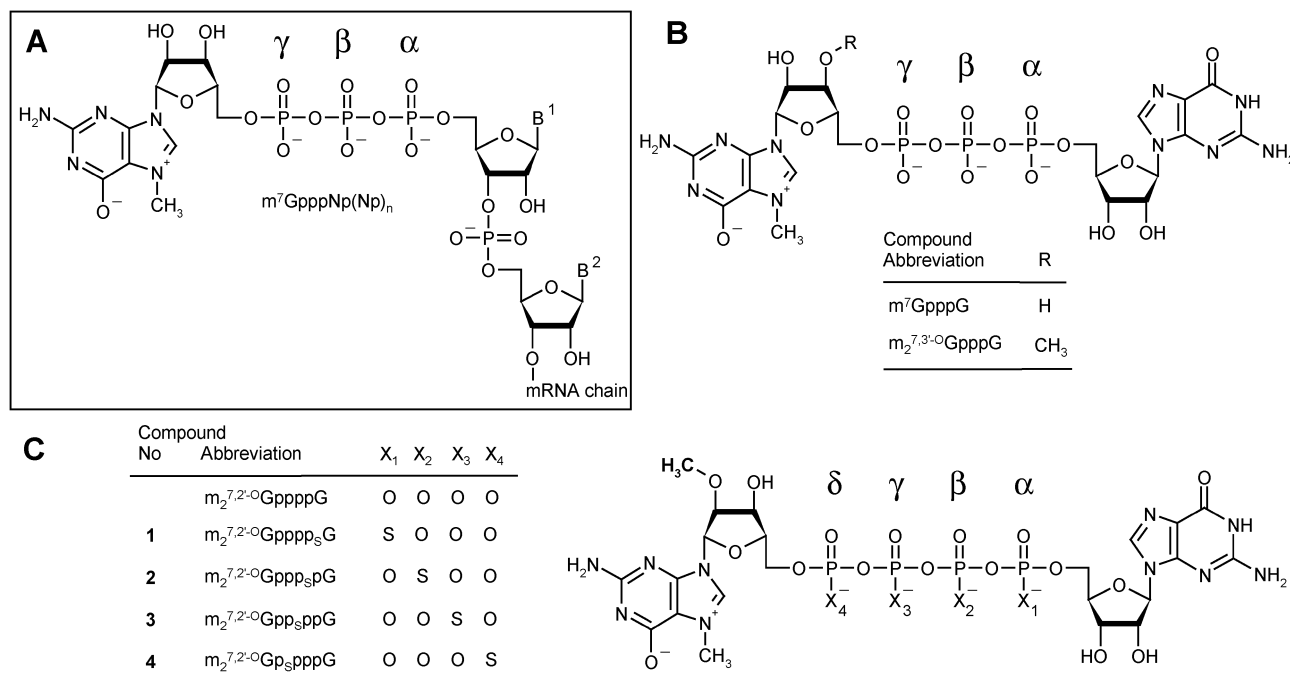 A
HO OH
γ β α
O O O
H₂N N N O P O P O P O B¹
N N⁺ O⁻ O⁻ O⁻ O
O⁻ CH₃
m⁷GpppNp(Np)ₙ
O OH
O⁻ P O
O B²
O
O OH
mRNA chain
B
HO O R
γ β α
O O O O
H₂N N N O P O P O P O N NH
N N⁺ O⁻ O⁻ O⁻ O N N NH₂
O⁻ CH₃
HO OH
Compound
Abbreviation R
m⁷GpppG H
m₂⁷,³'⁻ᴼGpppG CH₃
C
Compound
No Abbreviation X₁ X₂ X₃ X₄
m₂⁷,²'⁻ᴼGppppG O O O O
1 m₂⁷,²'⁻ᴼGppppₛG S O O O
2 m₂⁷,²'⁻ᴼGpppₛpG O S O O
3 m₂⁷,²'⁻ᴼGppₛppG O O S O
4 m₂⁷,²'⁻ᴼGpₛpppG O O O S
H₃C O OH
δ γ β α
O O O O O
H₂N N N O P O P O P O P O N NH
N N⁺ X₄⁻ X₃⁻ X₂⁻ X₁⁻ O N N NH₂
O⁻ CH₃
HO OH